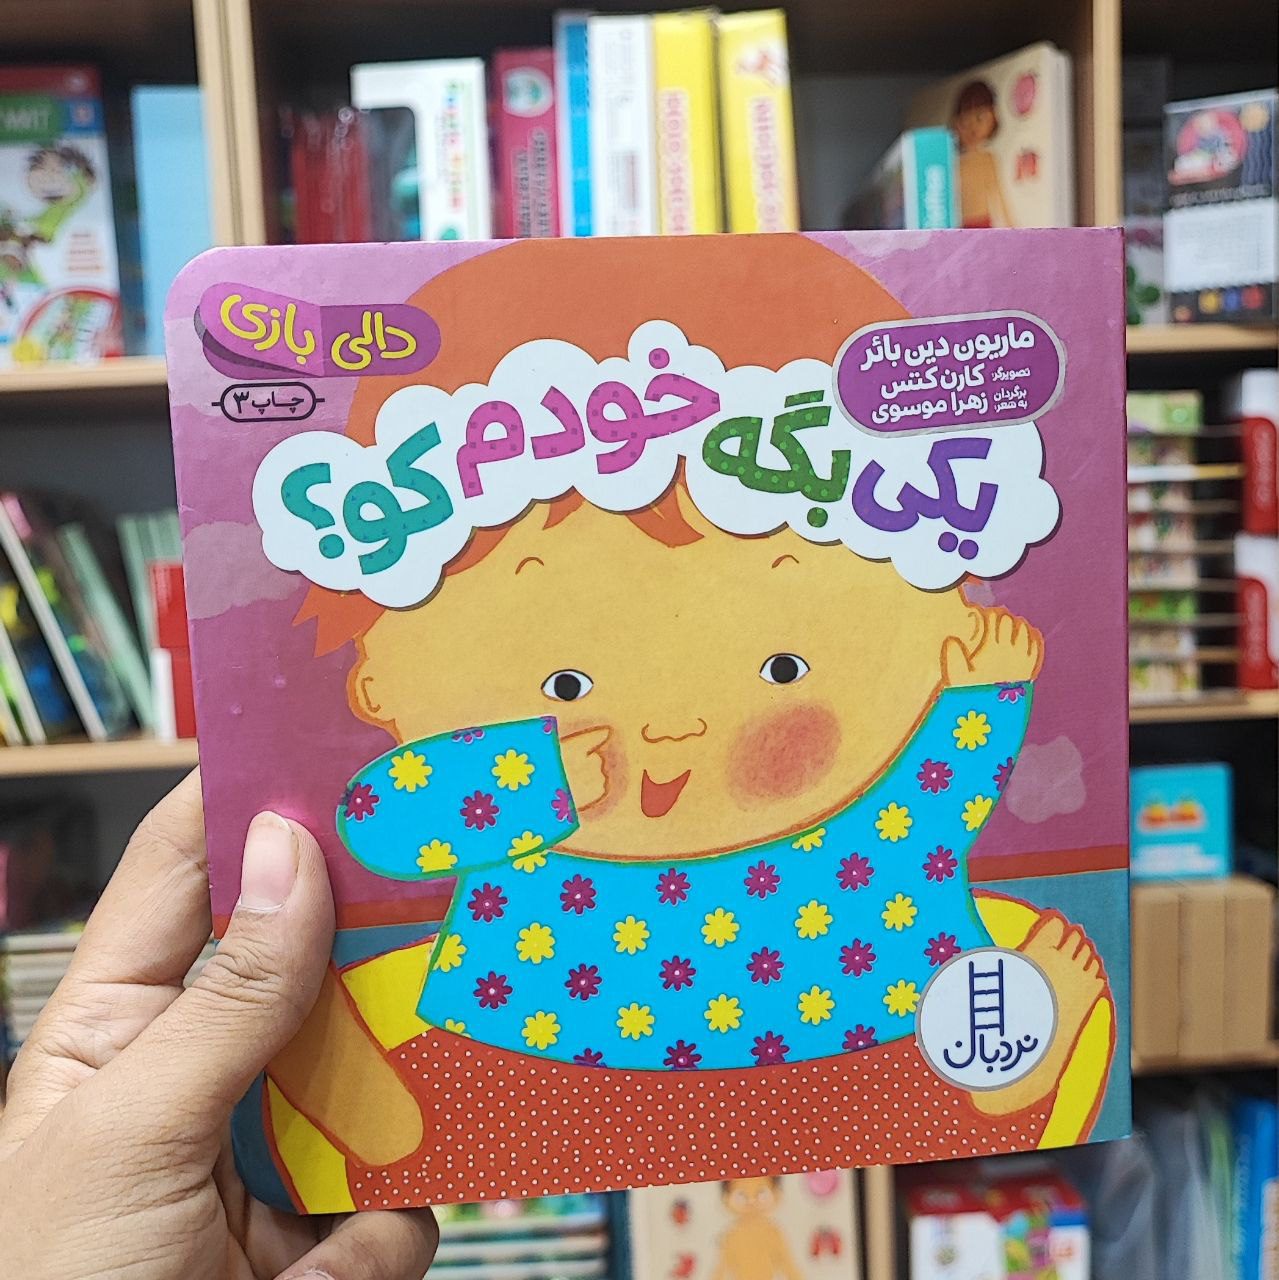 دالی بازی
چاپ ۳
ماریون دین بائر
تصویرگر: کارن کتس
برگردان به شعر: زهرا موسوی
یکی بگه خودم کو؟
نردبان